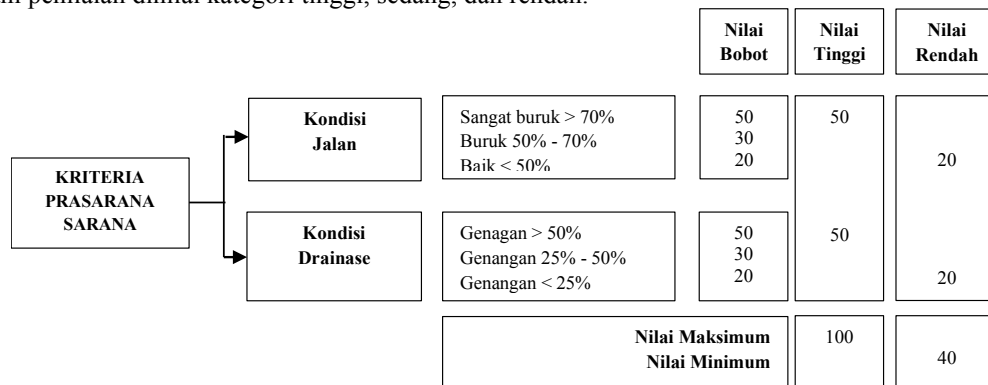 Nilai Bobot
Nilai Tinggi
Nilai Rendah
KRITERIA
PRASARANA
SARANA
Kondisi
Jalan
Sangat buruk > 70%
Buruk 50% - 70%
Baik < 50%
50
30
20
50
20
Kondisi
Drainase
Genagan > 50%
Genangan 25% - 50%
Genangan < 25%
50
30
20
50
20
Nilai Maksimum
Nilai Minimum
100
40